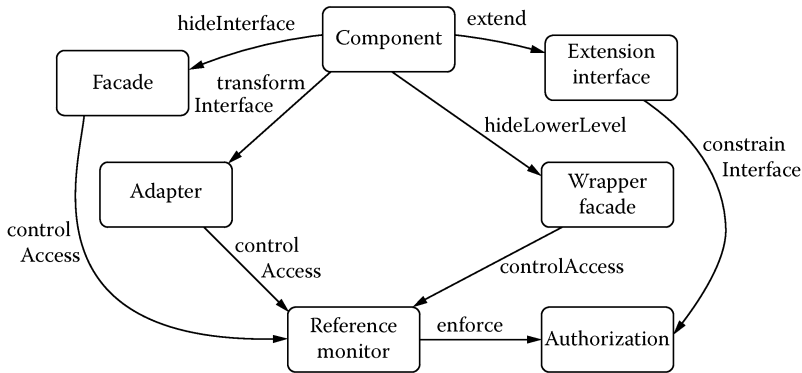 hideInterface
Component
extend
Facade
transform
Interface
Extension
interface
hideLowerLevel
constrain
Interface
Adapter
Wrapper
facade
control
Access
control
Access
controlAccess
Reference
monitor
enforce
Authorization